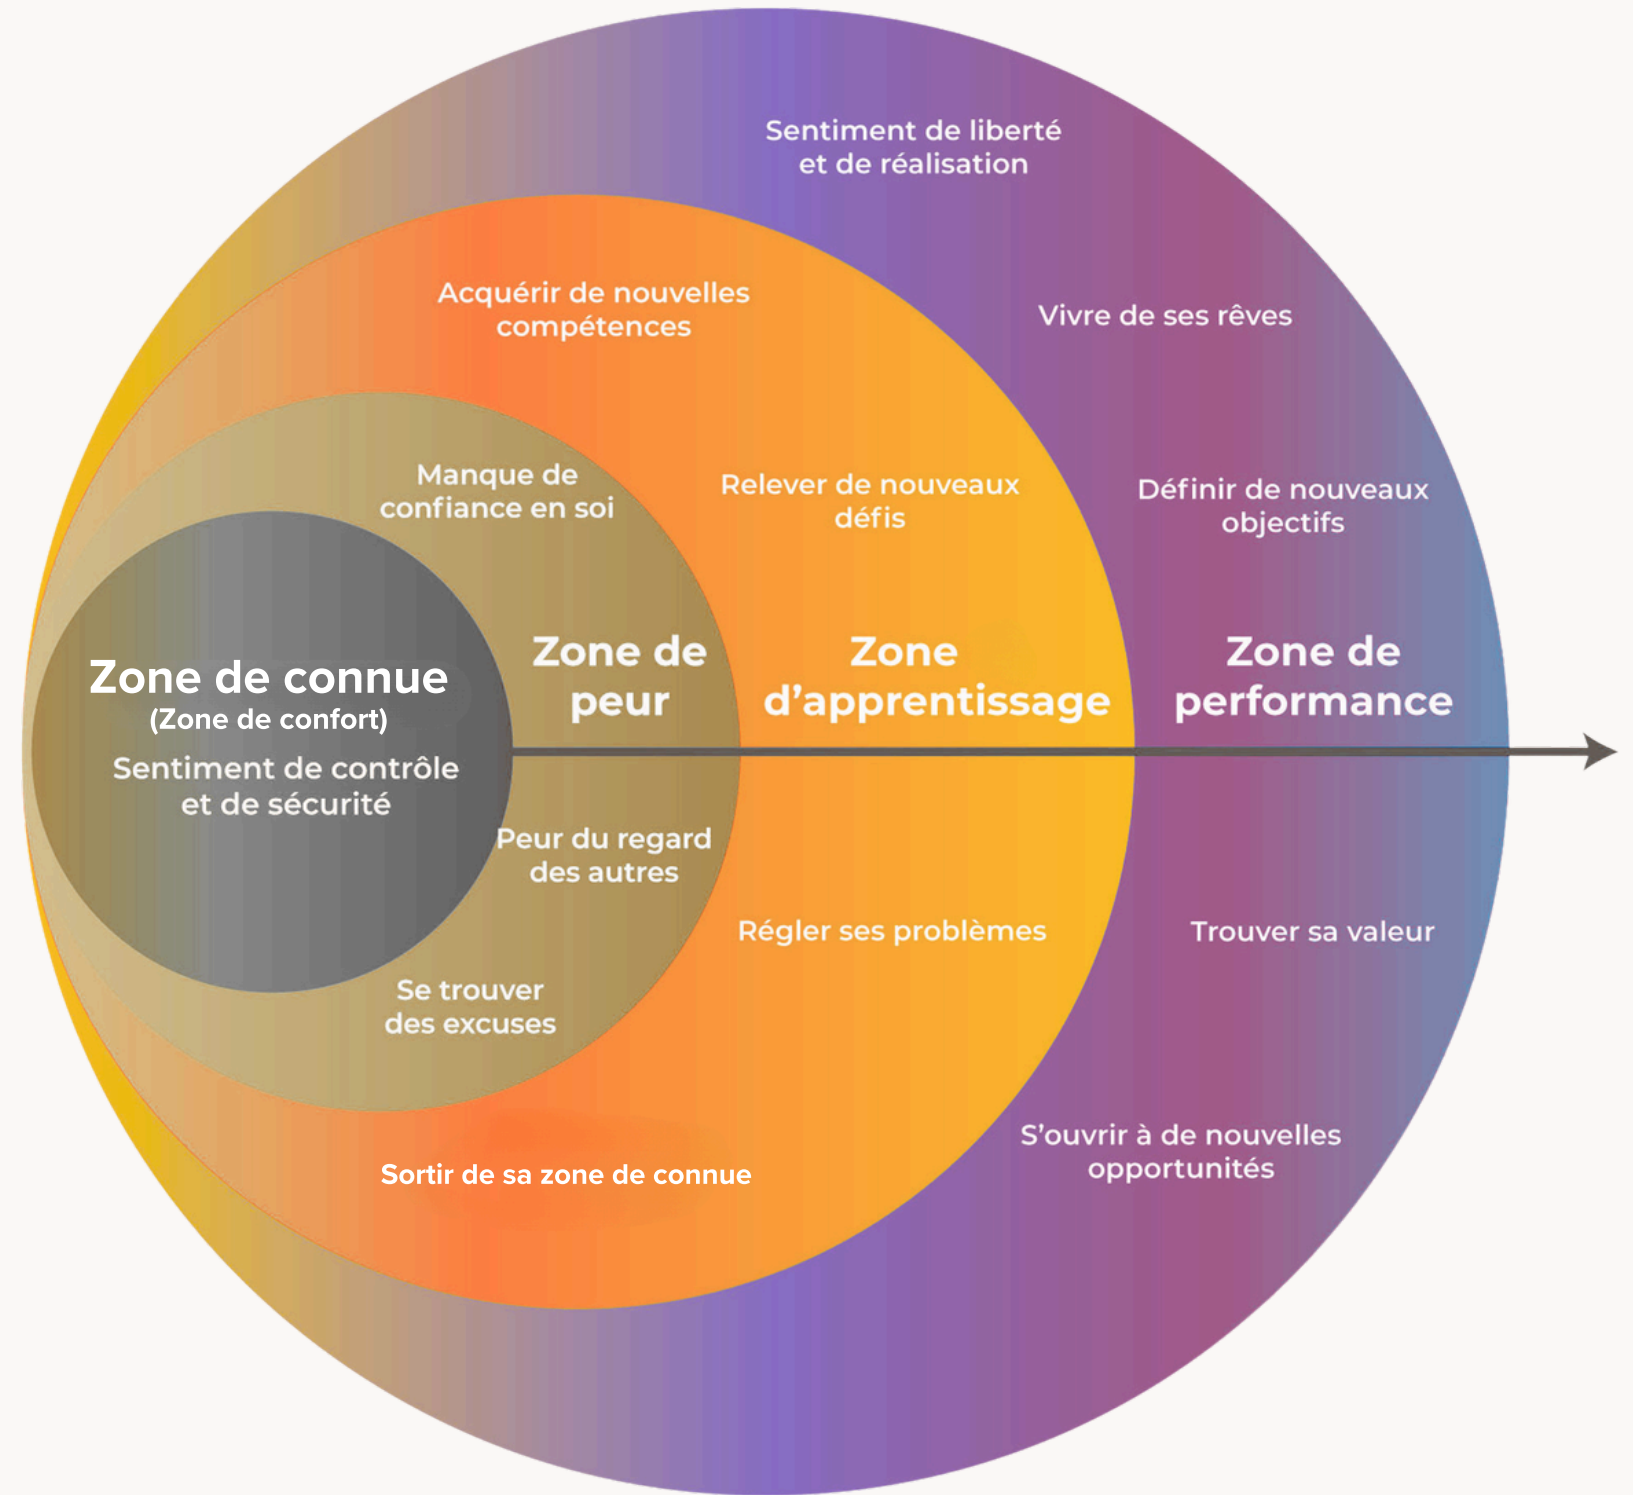 Sentiment de liberté
et de réalisation
Acquérir de nouvelles
compétences
Vivre de ses rêves
Manque de
confiance en soi
Relever de nouveaux
défis
Définir de nouveaux
objectifs
Zone de connue
(Zone de confort)
Sentiment de contrôle
et de sécurité
Zone de
peur
Zone
d’apprentissage
Zone de
performance
Peur du regard
des autres
Régler ses problèmes
Trouver sa valeur
Se trouver
des excuses
Sortir de sa zone de connue
S’ouvrir à de nouvelles
opportunités